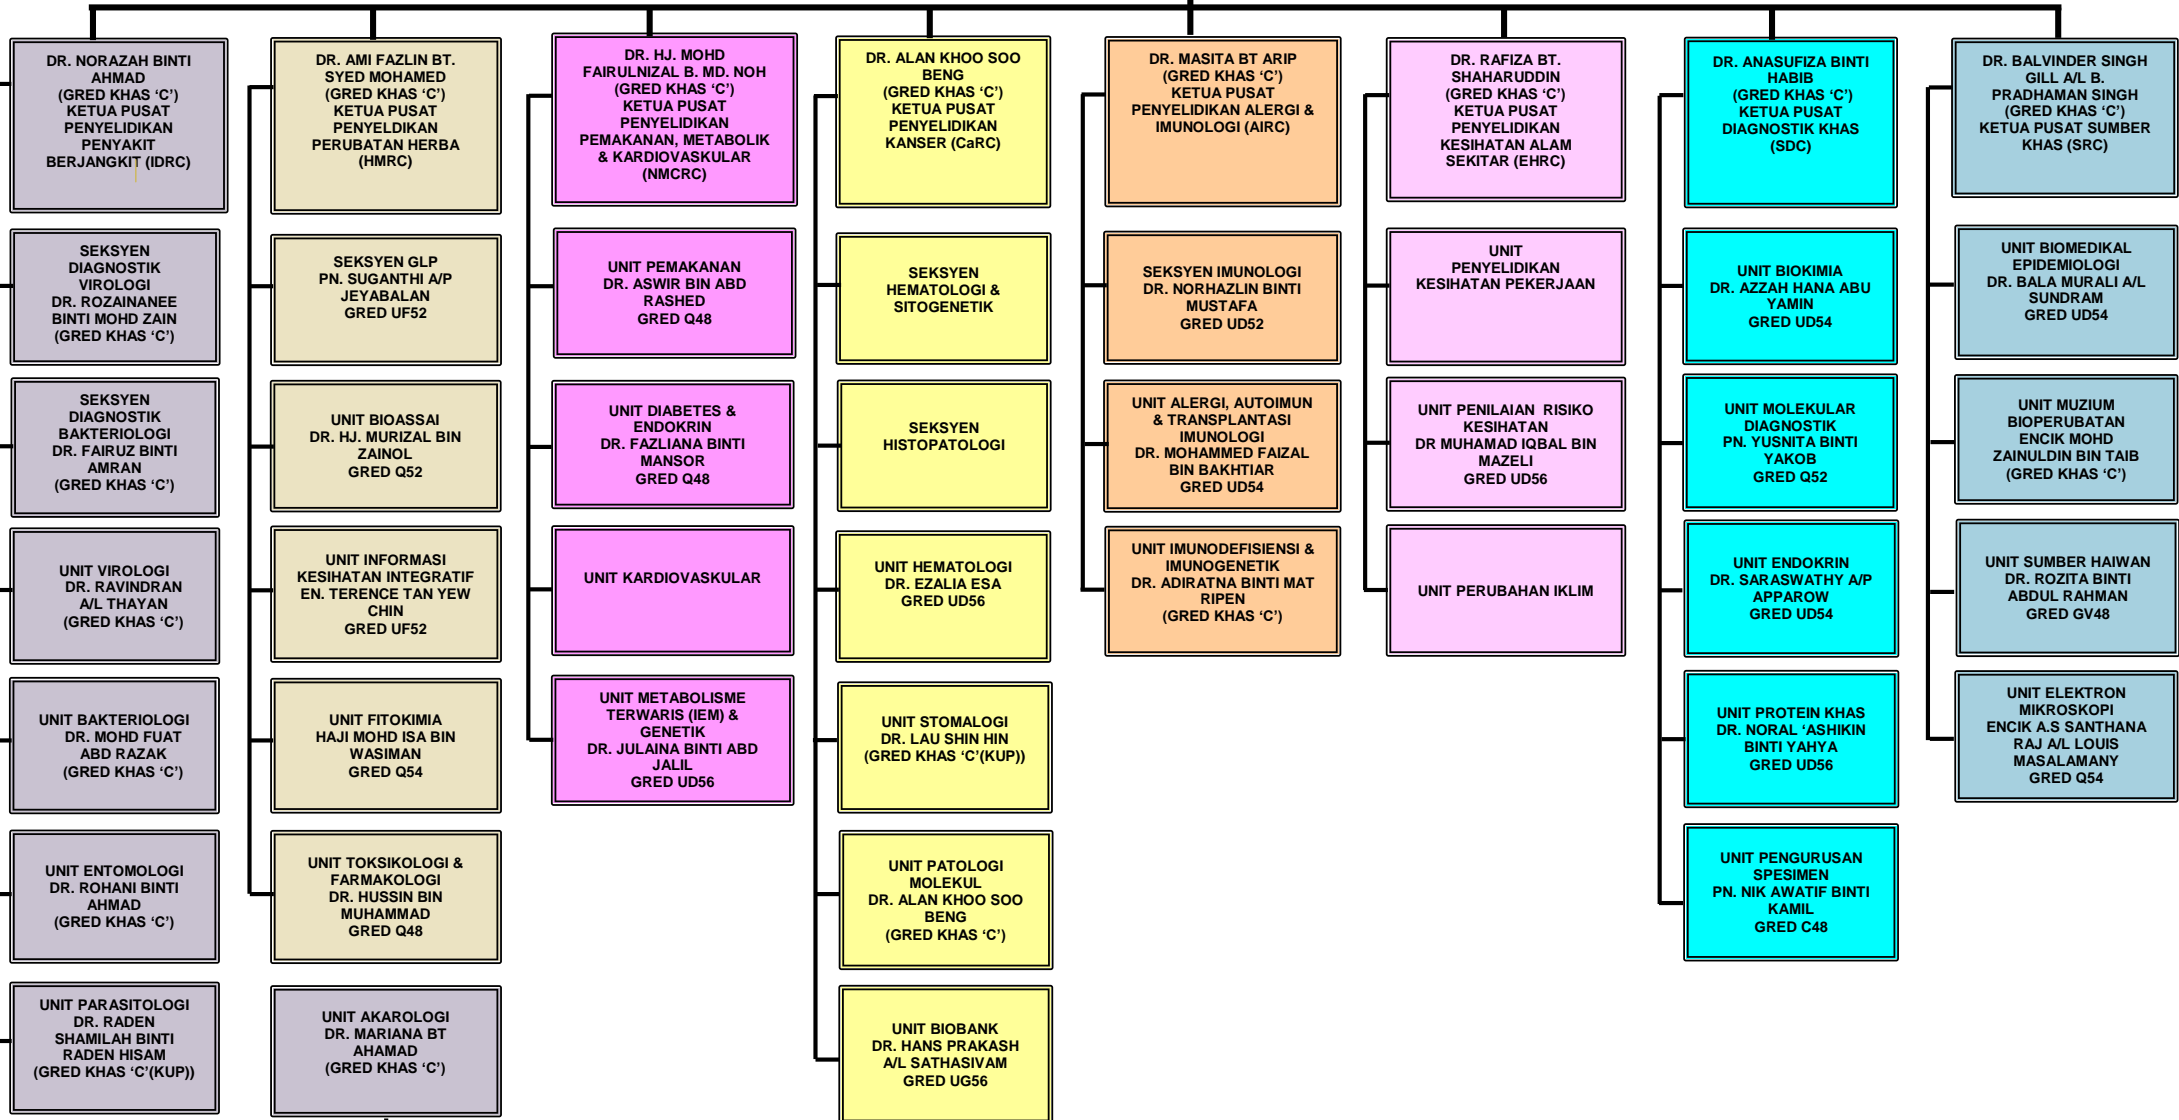 DR. NORAZAH BINTI
AHMAD
(GRED KHAS ‘C’)
KETUA PUSAT
PENYELIDIKAN
PENYAKIT
BERJANGKIT (IDRC)
SEKSYEN
DIAGNOSTIK
VIROLOGI
DR. ROZAINANEE
BINTI MOHD ZAIN
(GRED KHAS ‘C’)
SEKSYEN
DIAGNOSTIK
BAKTERIOLOGI
DR. FAIRUZ BINTI
AMRAN
(GRED KHAS ‘C’)
UNIT VIROLOGI
DR. RAVINDRAN
A/L THAYAN
(GRED KHAS ‘C’)
UNIT BAKTERIOLOGI
DR. MOHD FUAT
ABD RAZAK
(GRED KHAS ‘C’)
UNIT ENTOMOLOGI
DR. ROHANI BINTI
AHMAD
(GRED KHAS ‘C’)
UNIT PARASITOLOGI
DR. RADEN
SHAMILAH BINTI
RADEN HISAM
(GRED KHAS ‘C’(KUP))
DR. AMI FAZLIN BT.
SYED MOHAMED
(GRED KHAS ‘C’)
KETUA PUSAT
PENYELDIKAN
PERUBATAN HERBA
(HMRC)
SEKSYEN GLP
PN. SUGANTHI A/P
JEYABALAN
GRED UF52
UNIT BIOASSAI
DR. HJ. MURIZAL BIN
ZAINOL
GRED Q52
UNIT INFORMASI
KESIHATAN INTEGRATIF
EN. TERENCE TAN YEW
CHIN
GRED UF52
UNIT FITOKIMIA
HAJI MOHD ISA BIN
WASIMAN
GRED Q54
UNIT TOKSIKOLOGI &
FARMAKOLOGI
DR. HUSSIN BIN
MUHAMMAD
GRED Q48
UNIT AKAROLOGI
DR. MARIANA BT
AHAMAD
(GRED KHAS ‘C’)
DR. HJ. MOHD
FAIRULNIZAL B. MD. NOH
(GRED KHAS ‘C’)
KETUA PUSAT
PENYELIDIKAN
PEMAKANAN, METABOLIK
& KARDIOVASKULAR
(NMCRC)
UNIT PEMAKANAN
DR. ASWIR BIN ABD
RASHED
GRED Q48
UNIT DIABETES &
ENDOKRIN
DR. FAZLIANA BINTI
MANSOR
GRED Q48
UNIT KARDIOVASKULAR
UNIT METABOLISME
TERWARIS (IEM) &
GENETIK
DR. JULAINA BINTI ABD
JALIL
GRED UD56
DR. ALAN KHOO SOO
BENG
(GRED KHAS ‘C’)
KETUA PUSAT
PENYELIDIKAN
KANSER (CaRC)
SEKSYEN
HEMATOLOGI &
SITOGENETIK
SEKSYEN
HISTOPATOLOGI
UNIT HEMATOLOGI
DR. EZALIA ESA
GRED UD56
UNIT STOMALOGI
DR. LAU SHIN HIN
(GRED KHAS ‘C’(KUP))
UNIT PATOLOGI
MOLEKUL
DR. ALAN KHOO SOO
BENG
(GRED KHAS ‘C’)
UNIT BIOBANK
DR. HANS PRAKASH
A/L SATHASIVAM
GRED UG56
DR. MASITA BT ARIP
(GRED KHAS ‘C’)
KETUA PUSAT
PENYELIDIKAN ALERGI &
IMUNOLOGI (AIRC)
SEKSYEN IMUNOLOGI
DR. NORHAZLIN BINTI
MUSTAFA
GRED UD52
UNIT ALERGI, AUTOIMUN
& TRANSPLANTASI
IMUNOLOGI
DR. MOHAMMED FAIZAL
BIN BAKHTIAR
GRED UD54
UNIT IMUNODEFISIENSI &
IMUNOGENETIK
DR. ADIRATNA BINTI MAT
RIPEN
(GRED KHAS ‘C’)
DR. RAFIZA BT.
SHAHARUDDIN
(GRED KHAS ‘C’)
KETUA PUSAT
PENYELIDIKAN
KESIHATAN ALAM
SEKITAR (EHRC)
UNIT
PENYELIDIKAN
KESIHATAN PEKERJAAN
UNIT PENILAIAN RISIKO
KESIHATAN
DR MUHAMAD IQBAL BIN
MAZELI
GRED UD56
UNIT PERUBAHAN IKLIM
DR. ANASUFIZA BINTI
HABIB
(GRED KHAS ‘C’)
KETUA PUSAT
DIAGNOSTIK KHAS
(SDC)
UNIT BIOKIMIA
DR. AZZAH HANA ABU
YAMIN
GRED UD54
UNIT MOLEKULAR
DIAGNOSTIK
PN. YUSNITA BINTI
YAKOB
GRED Q52
UNIT ENDOKRIN
DR. SARASWATHY A/P
APPAROW
GRED UD54
UNIT PROTEIN KHAS
DR. NORAL ‘ASHIKIN
BINTI YAHYA
GRED UD56
UNIT PENGURUSAN
SPESIMEN
PN. NIK AWATIF BINTI
KAMIL
GRED C48
DR. BALVINDER SINGH
GILL A/L B.
PRADHAMAN SINGH
(GRED KHAS ‘C’)
KETUA PUSAT SUMBER
KHAS (SRC)
UNIT BIOMEDIKAL
EPIDEMIOLOGI
DR. BALA MURALI A/L
SUNDRAM
GRED UD54
UNIT MUZIUM
BIOPERUBATAN
ENCIK MOHD
ZAINULDIN BIN TAIB
(GRED KHAS ‘C’)
UNIT SUMBER HAIWAN
DR. ROZITA BINTI
ABDUL RAHMAN
GRED GV48
UNIT ELEKTRON
MIKROSKOPI
ENCIK A.S SANTHANA
RAJ A/L LOUIS
MASALAMANY
GRED Q54